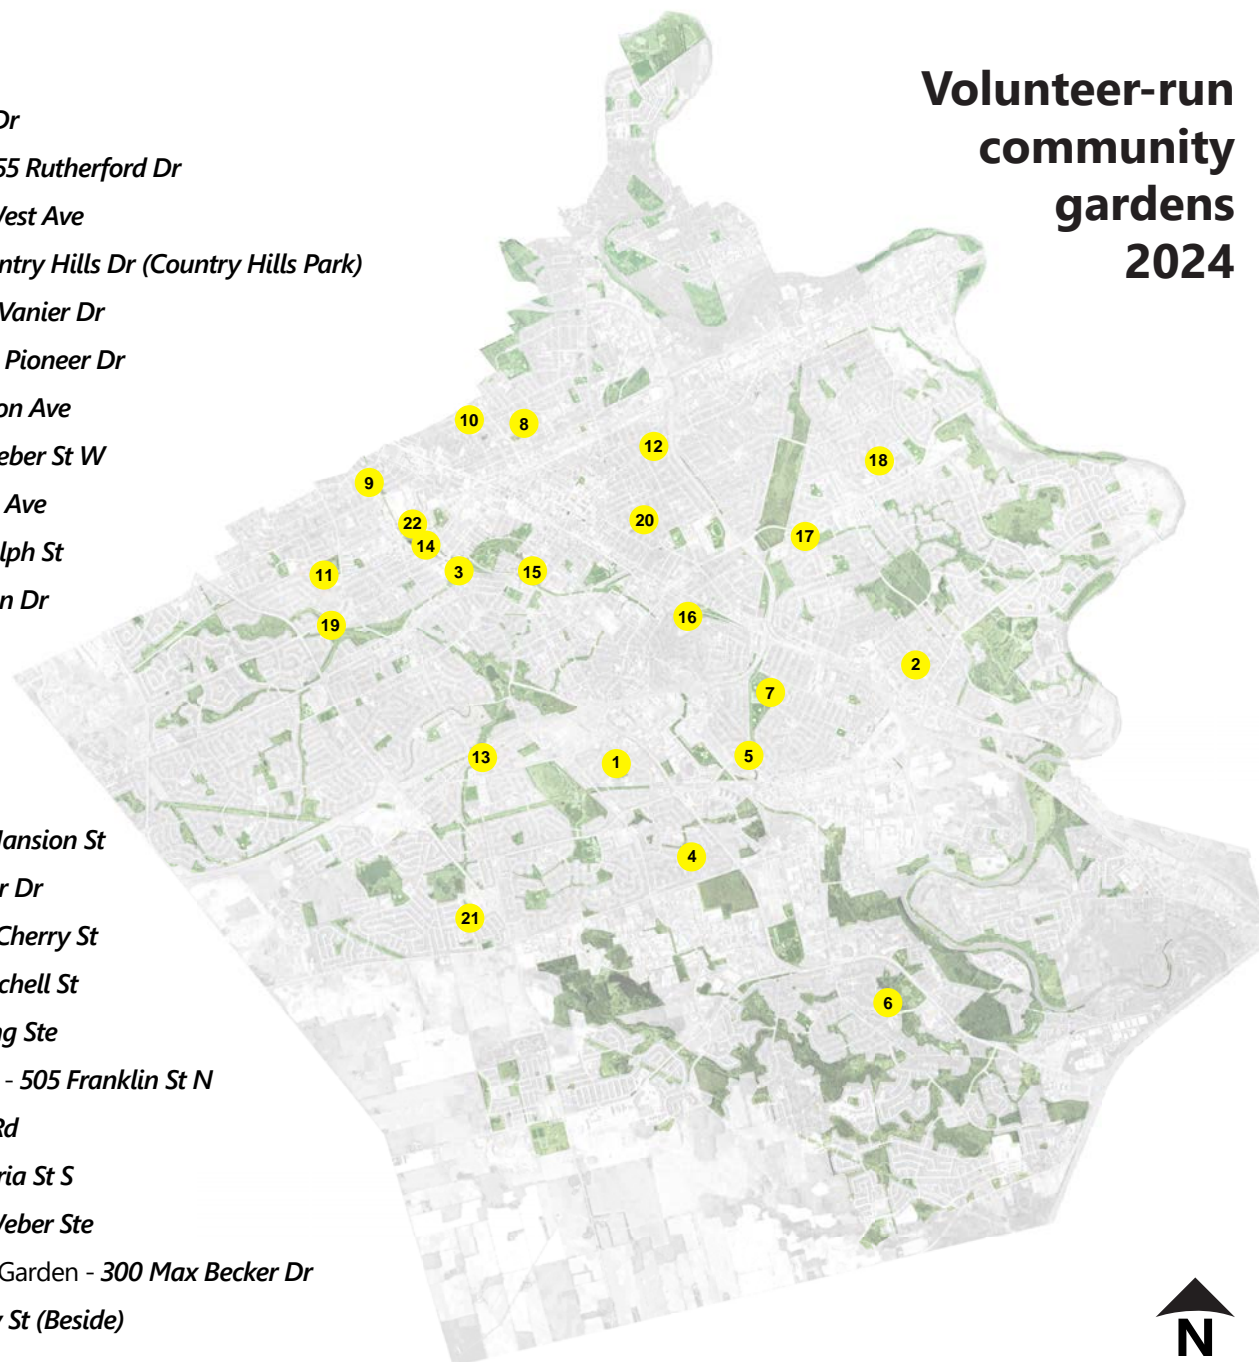 Volunteer-run
community
gardens
2024
Dr
55 Rutherford Dr
West Ave
ntry Hills Dr (Country Hills Park)
Vanier Dr
Pioneer Dr
on Ave
eber St W
Ave
lph St
n Dr
Mansion St
r Dr
Cherry St
chell St
ng Ste
- 505 Franklin St N
Rd
ria St S
Weber Ste
Garden - 300 Max Becker Dr
y St (Beside)
10
8
12
18
9
22
20
14
17
11
3
15
16
19
2
7
13
1
5
4
21
6
N